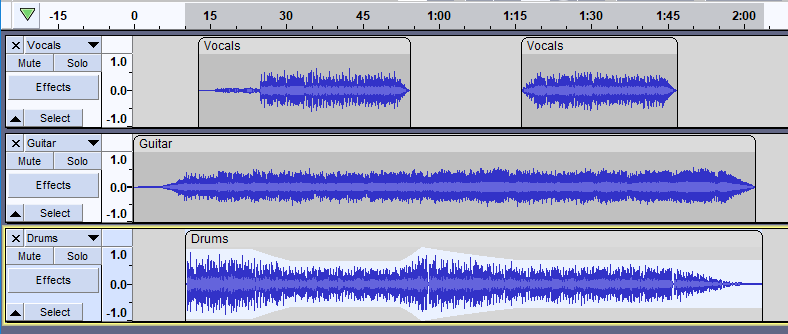 -15 0 15 30 45 1:00 1:15 1:30 1:45 2:00
Vocals
Mute Solo
Effects
Select
1.0
0.0-
-1.0
Vocals
Vocals
Guitar
Mute Solo
Effects
Select
1.0
0.0-
-1.0
Guitar
Drums
Mute Solo
Effects
Select
1.0
0.0-
-1.0
Drums